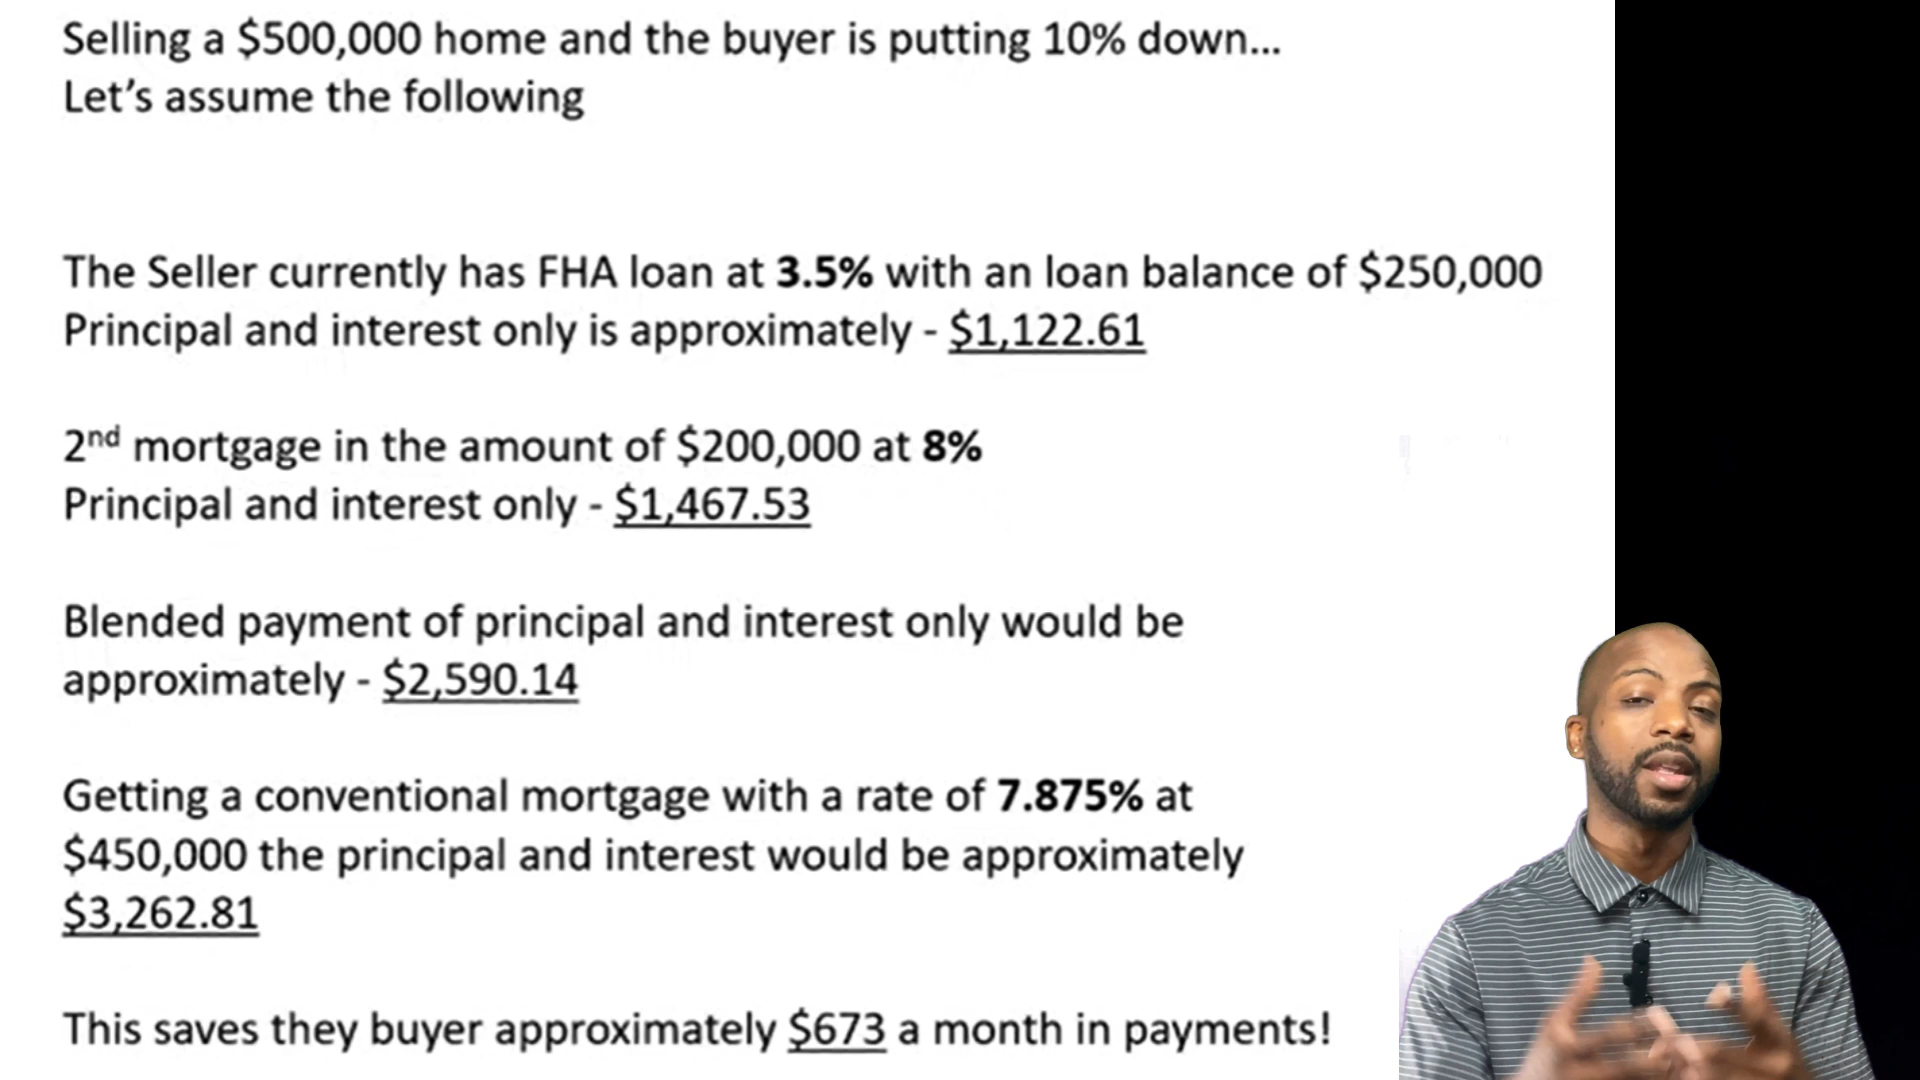 Selling a $500,000 home and the buyer is putting 10% down...
Let's assume the following
The Seller currently has FHA loan at 3.5% with an loan balance of $250,000
Principal and interest only is approximately - $1,122.61
2nd mortgage in the amount of $200,000 at 8%
Principal and interest only - $1,467.53
Blended payment of principal and interest only would be
approximately - $2,590.14
Getting a conventional mortgage with a rate of 7.875% at
$450,000 the principal and interest would be approximately
$3,262.81
This saves they buyer approximately $673 a month in payments!